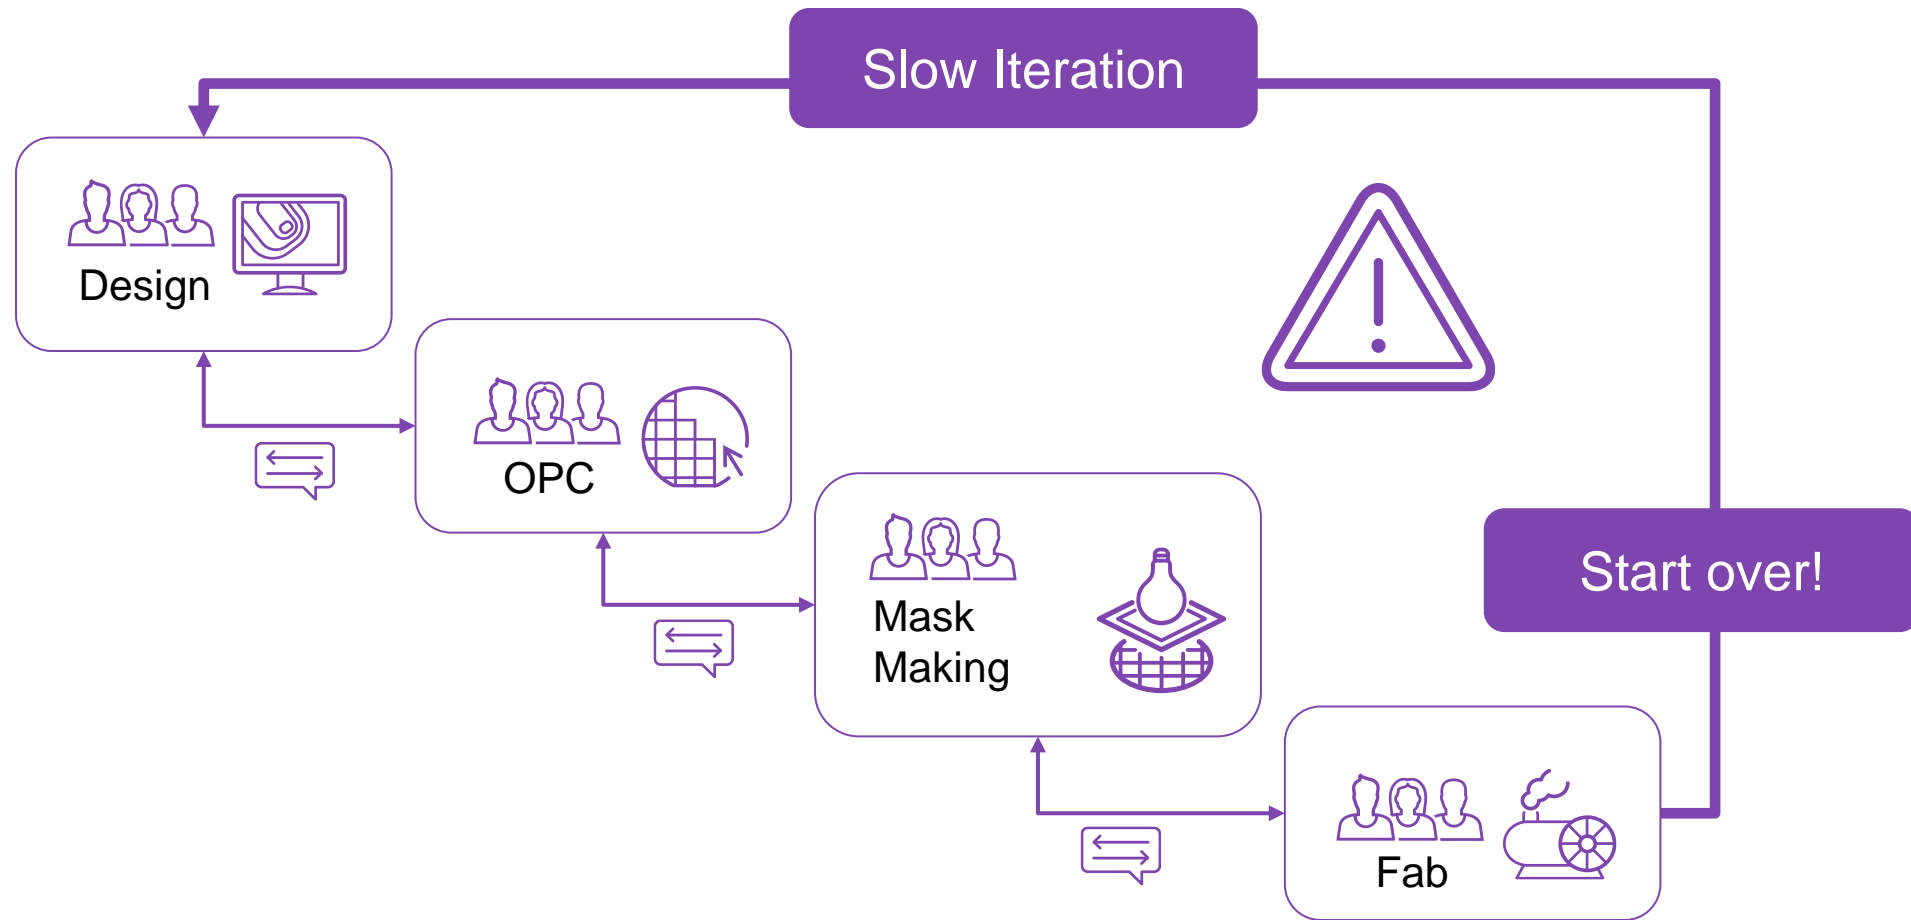 Slow Iteration
Design
OPC
Mask
Making
Start over!
Fab